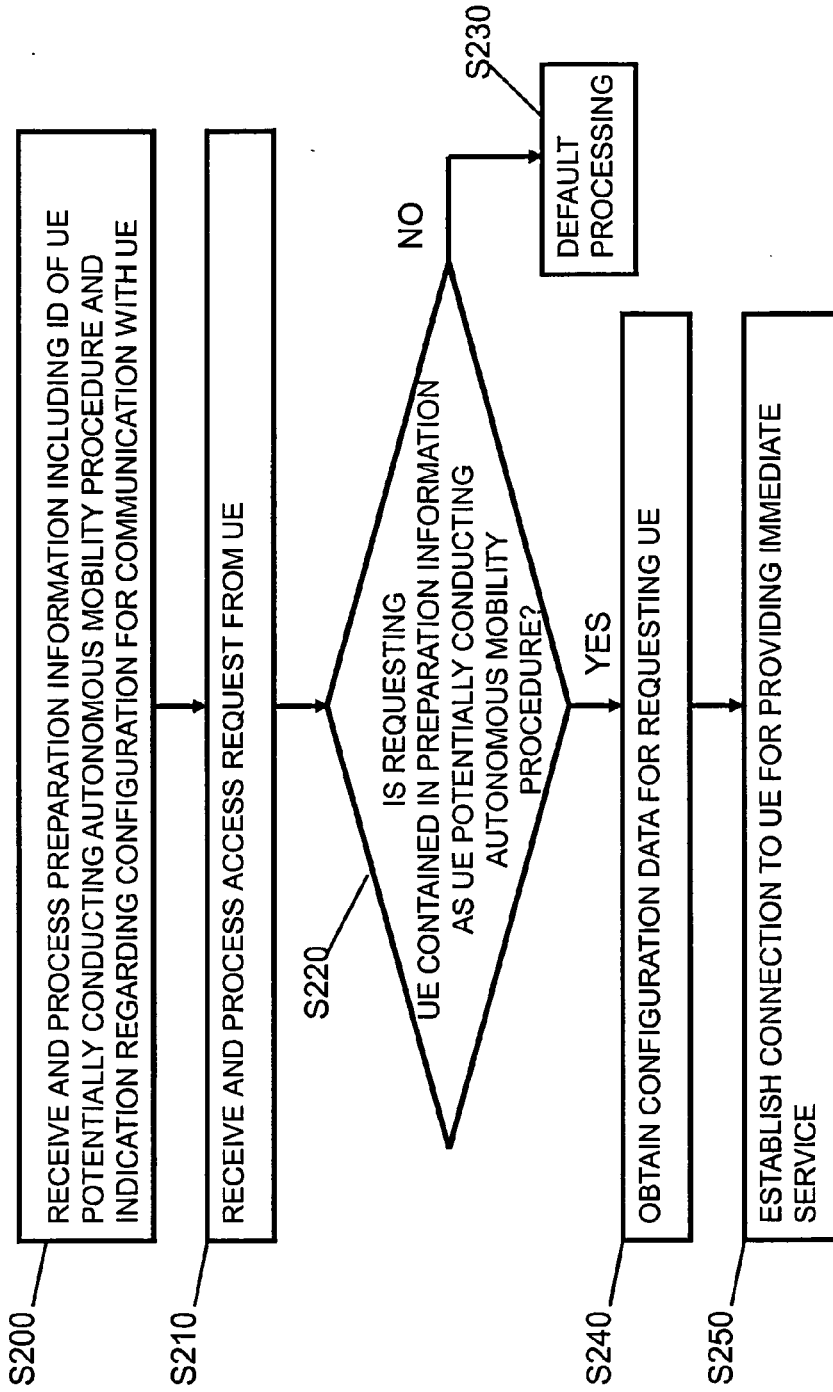 S200
RECEIVE AND PROCESS PREPARATION INFORMATION INCLUDING ID OF UE
POTENTIALLY CONDUCTING AUTONOMOUS MOBILITY PROCEDURE AND
INDICATION REGARDING CONFIGURATION FOR COMMUNICATION WITH UE
S210
RECEIVE AND PROCESS ACCESS REQUEST FROM UE
S220
IS REQUESTING
UE CONTAINED IN PREPARATION INFORMATION
AS UE POTENTIALLY CONDUCTING
AUTONOMOUS MOBILITY
PROCEDURE?
NO
S230
DEFAULT
PROCESSING
YES
S240
OBTAIN CONFIGURATION DATA FOR REQUESTING UE
S250
ESTABLISH CONNECTION TO UE FOR PROVIDING IMMEDIATE
SERVICE